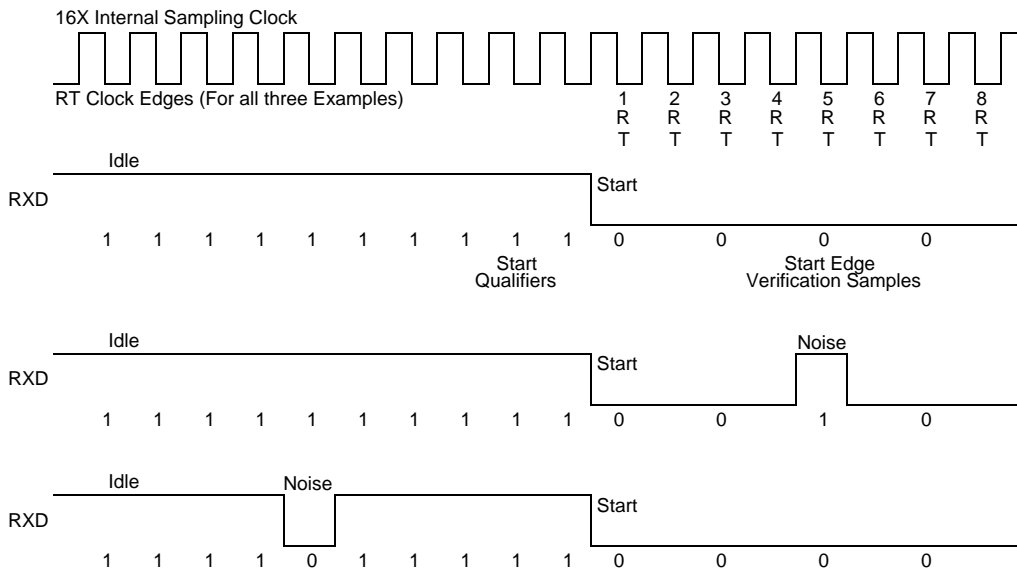 16X Internal Sampling Clock
RT Clock Edges (For all three Examples)
1 2 3 4 5 6 7 8
R R R R R R R R
T T T T T T T T
Idle
Start
RXD
1 1 1 1 1 1 1 1 1 1 0 0 0 0
Start
Qualifiers
Start Edge
Verification Samples
Idle
Noise
Start
RXD
1 1 1 1 1 1 1 1 1 1 0 0 1 0
Idle
Noise
Start
RXD
1 1 1 1 0 1 1 1 1 1 0 0 0 0